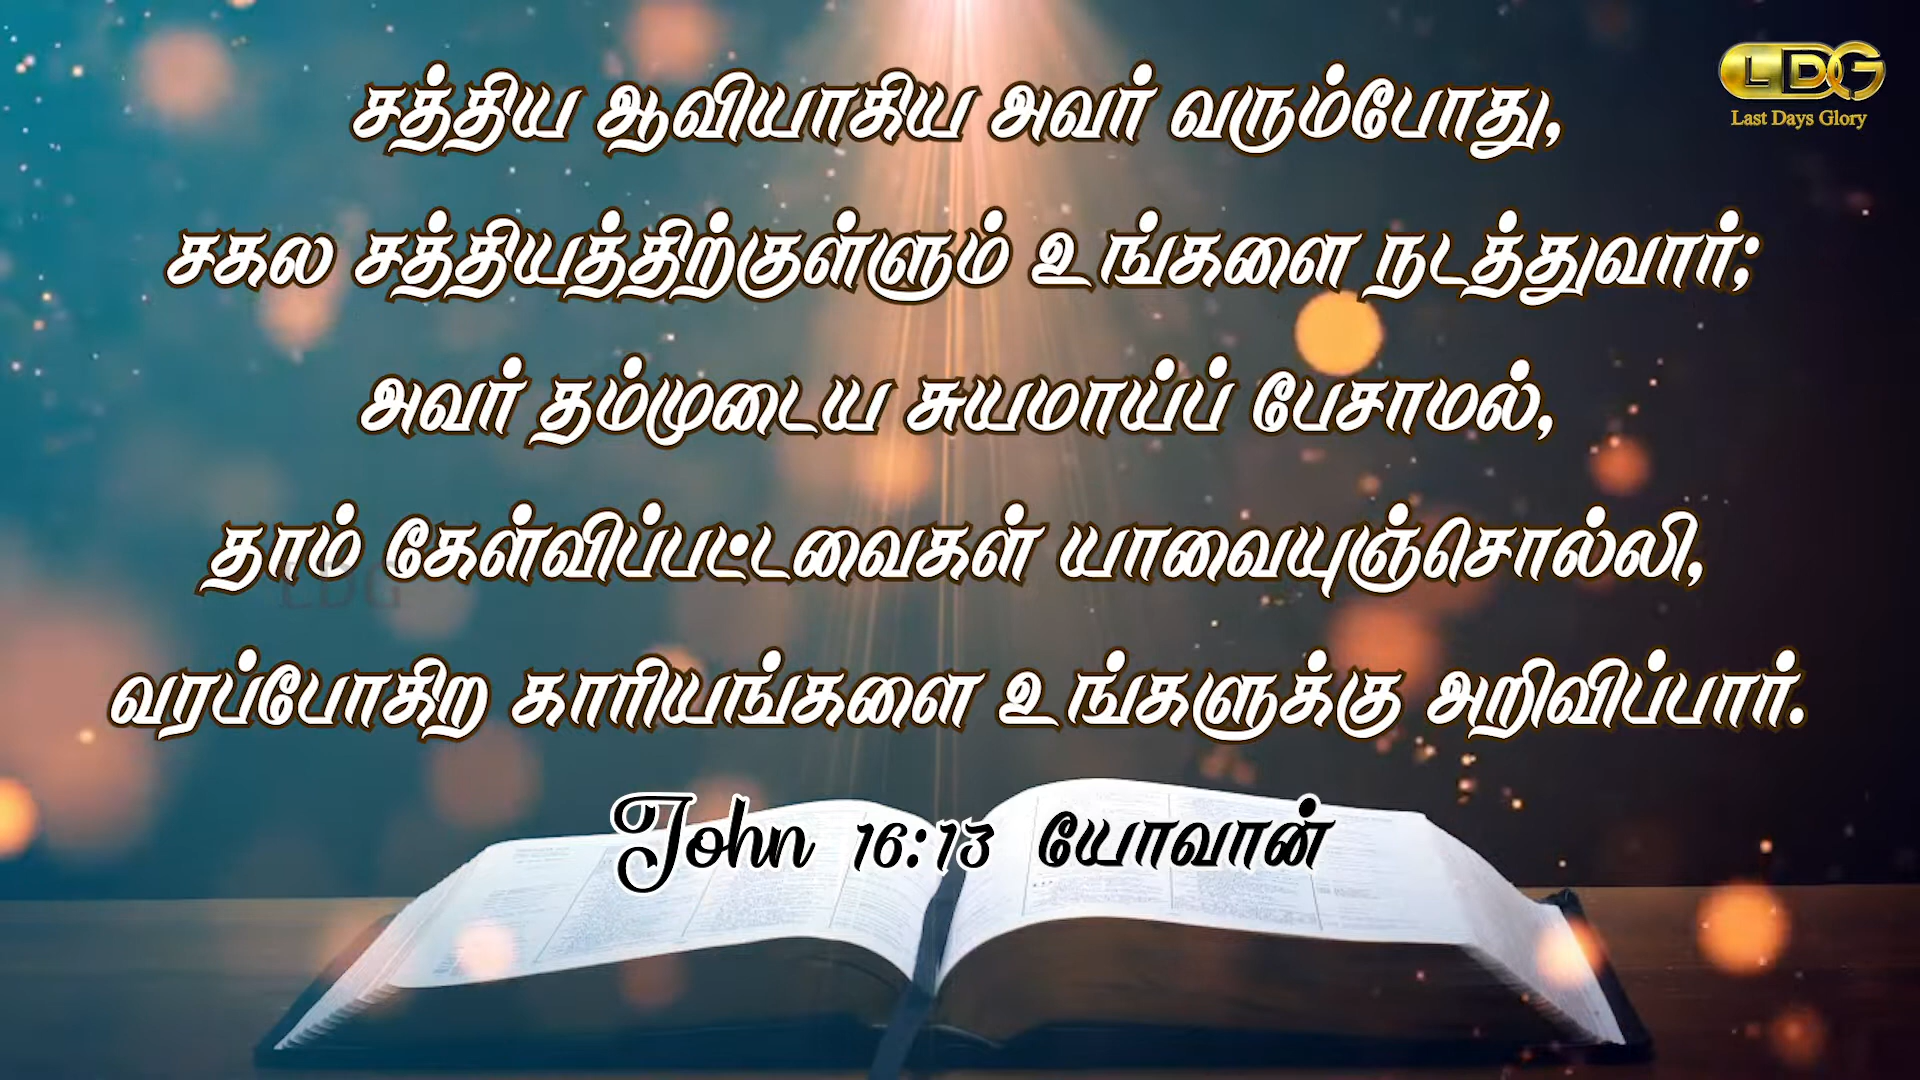 LDG
Last Days Glory
சத்திய ஆவியாகிய அவர் வரும்போது,
சகல சத்தியத்திற்குள்ளும் உங்களை நடத்துவார்;
அவர் தம்முடைய சுயமாய்ப் பேசாமல்,
தாம் கேள்விப்பட்டவைகள் யாவையுஞ்சொல்லி,
LDG
வரப்போகிற காரியங்களை உங்களுக்கு அறிவிப்பார்.
John 16:13 யோவான்